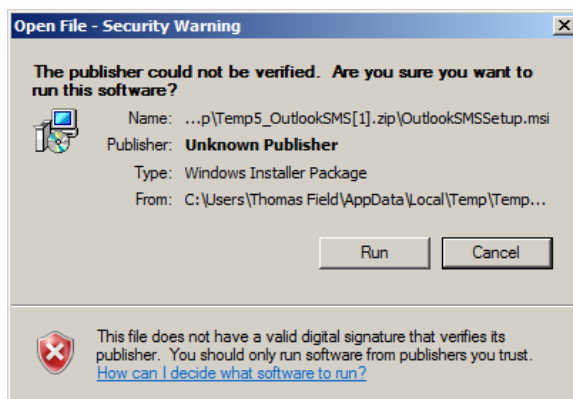 Open File - Security Warning
The publisher could not be verified. Are you sure you want to
run this software?
Name: ...p\Temp5_OutlookSMS[1].zip\OutlookSMSSetup.msi
Publisher: Unknown Publisher
Type: Windows Installer Package
From: C:\Users\Thomas Field\AppData\Local\Temp\Temp...
Run Cancel
This file does not have a valid digital signature that verifies its
publisher. You should only run software from publishers you trust.
How can I decide what software to run?